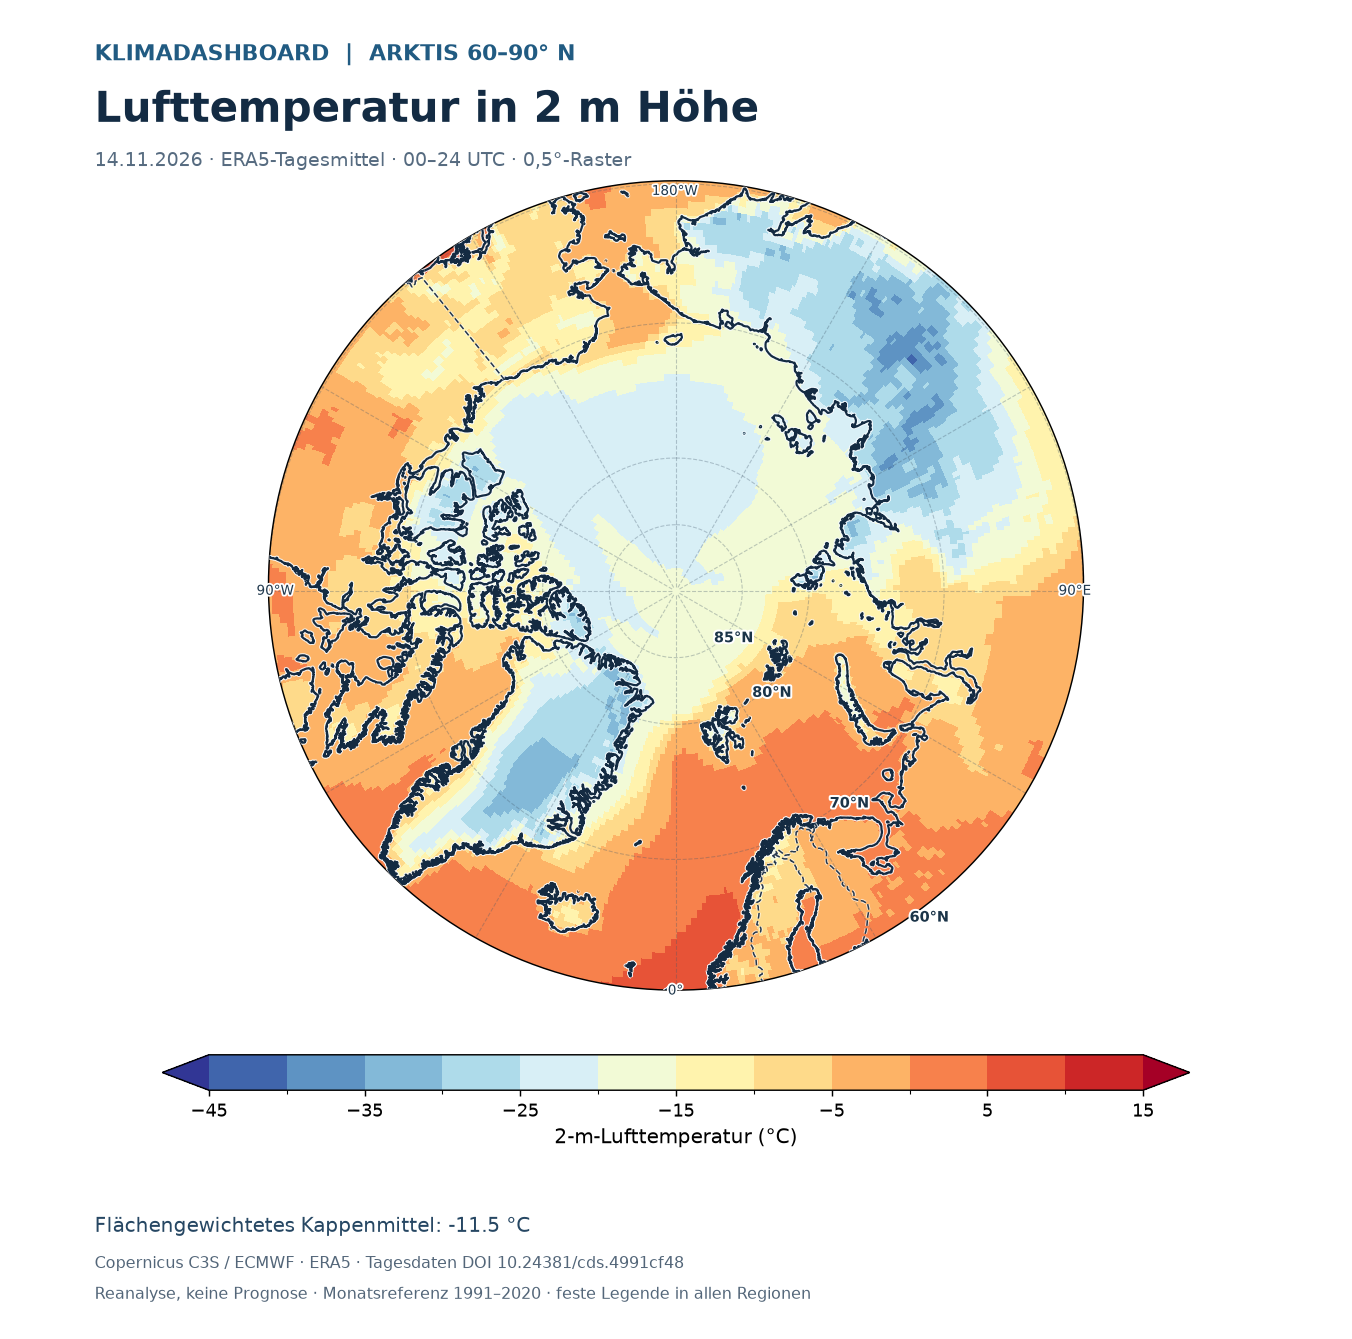 KLIMADASHBOARD | ARKTIS 60–90° N
Lufttemperatur in 2 m Höhe
14.11.2026 · ERA5-Tagesmittel · 00–24 UTC · 0,5°-Raster
180°W
90°W
90°E
85°N
80°N
70°N
60°N
0°
−45 −35 −25 −15 −5 5 15
2-m-Lufttemperatur (°C)
Flächengewichtetes Kappenmittel: -11.5 °C
Copernicus C3S / ECMWF · ERA5 · Tagesdaten DOI 10.24381/cds.4991cf48
Reanalyse, keine Prognose · Monatsreferenz 1991–2020 · feste Legende in allen Regionen